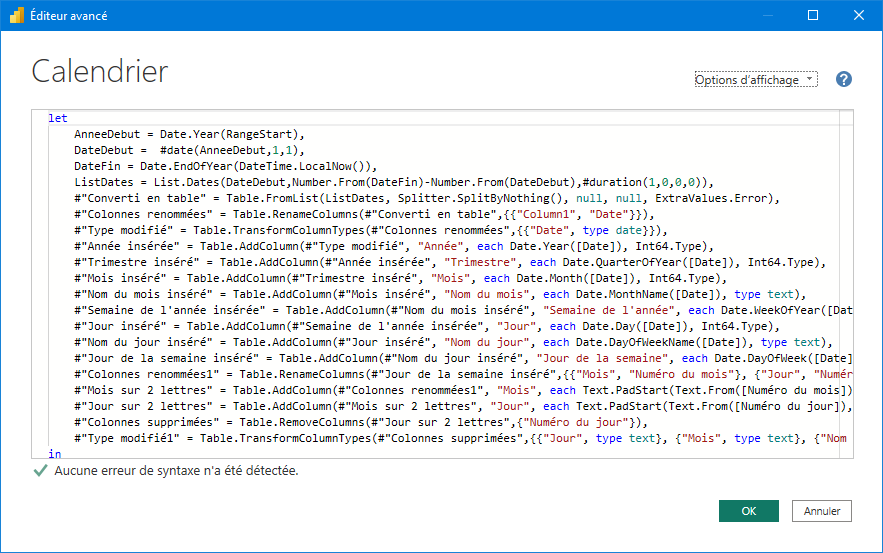 Éditeur avancé
Calendrier
Options d'affichage
let
AnneeDebut = Date.Year(RangeStart),
DateDebut =  #date(AnneeDebut,1,1),
DateFin = Date.EndOfYear(DateTime.LocalNow()),
ListDates = List.Dates(DateDebut,Number.From(DateFin)-Number.From(DateDebut),#duration(1,0,0,0)),
#"Converti en table" = Table.FromList(ListDates, Splitter.SplitByNothing(), null, null, ExtraValues.Error),
#"Colonnes renommées" = Table.RenameColumns(#"Converti en table",{{"Column1", "Date"}}),
#"Type modifié" = Table.TransformColumnTypes(#"Colonnes renommées",{{"Date", type date}}),
#"Année insérée" = Table.AddColumn(#"Type modifié", "Année", each Date.Year([Date]), Int64.Type),
#"Trimestre inséré" = Table.AddColumn(#"Année insérée", "Trimestre", each Date.QuarterOfYear([Date]), Int64.Type),
#"Mois inséré" = Table.AddColumn(#"Trimestre inséré", "Mois", each Date.Month([Date]), Int64.Type),
#"Nom du mois inséré" = Table.AddColumn(#"Mois inséré", "Nom du mois", each Date.MonthName([Date]), type text),
#"Semaine de l'année insérée" = Table.AddColumn(#"Nom du mois inséré", "Semaine de l'année", each Date.WeekOfYear([Dat
#"Jour inséré" = Table.AddColumn(#"Semaine de l'année insérée", "Jour", each Date.Day([Date]), Int64.Type),
#"Nom du jour inséré" = Table.AddColumn(#"Jour inséré", "Nom du jour", each Date.DayOfWeekName([Date]), type text),
#"Jour de la semaine inséré" = Table.AddColumn(#"Nom du jour inséré", "Jour de la semaine", each Date.DayOfWeek([Date]
#"Colonnes renommées1" = Table.RenameColumns(#"Jour de la semaine inséré",{{"Mois", "Numéro du mois"}, {"Jour", "Numér
#"Mois sur 2 lettres" = Table.AddColumn(#"Colonnes renommées1", "Mois", each Text.PadStart(Text.From([Numéro du mois])
#"Jour sur 2 lettres" = Table.AddColumn(#"Mois sur 2 lettres", "Jour", each Text.PadStart(Text.From([Numéro du jour]),
#"Colonnes supprimées" = Table.RemoveColumns(#"Jour sur 2 lettres",{"Numéro du jour"}),
#"Type modifié1" = Table.TransformColumnTypes(#"Colonnes supprimées",{{"Jour", type text}, {"Mois", type text}, {"Nom
in
Aucune erreur de syntaxe n'a été détectée.
OK
Annuler